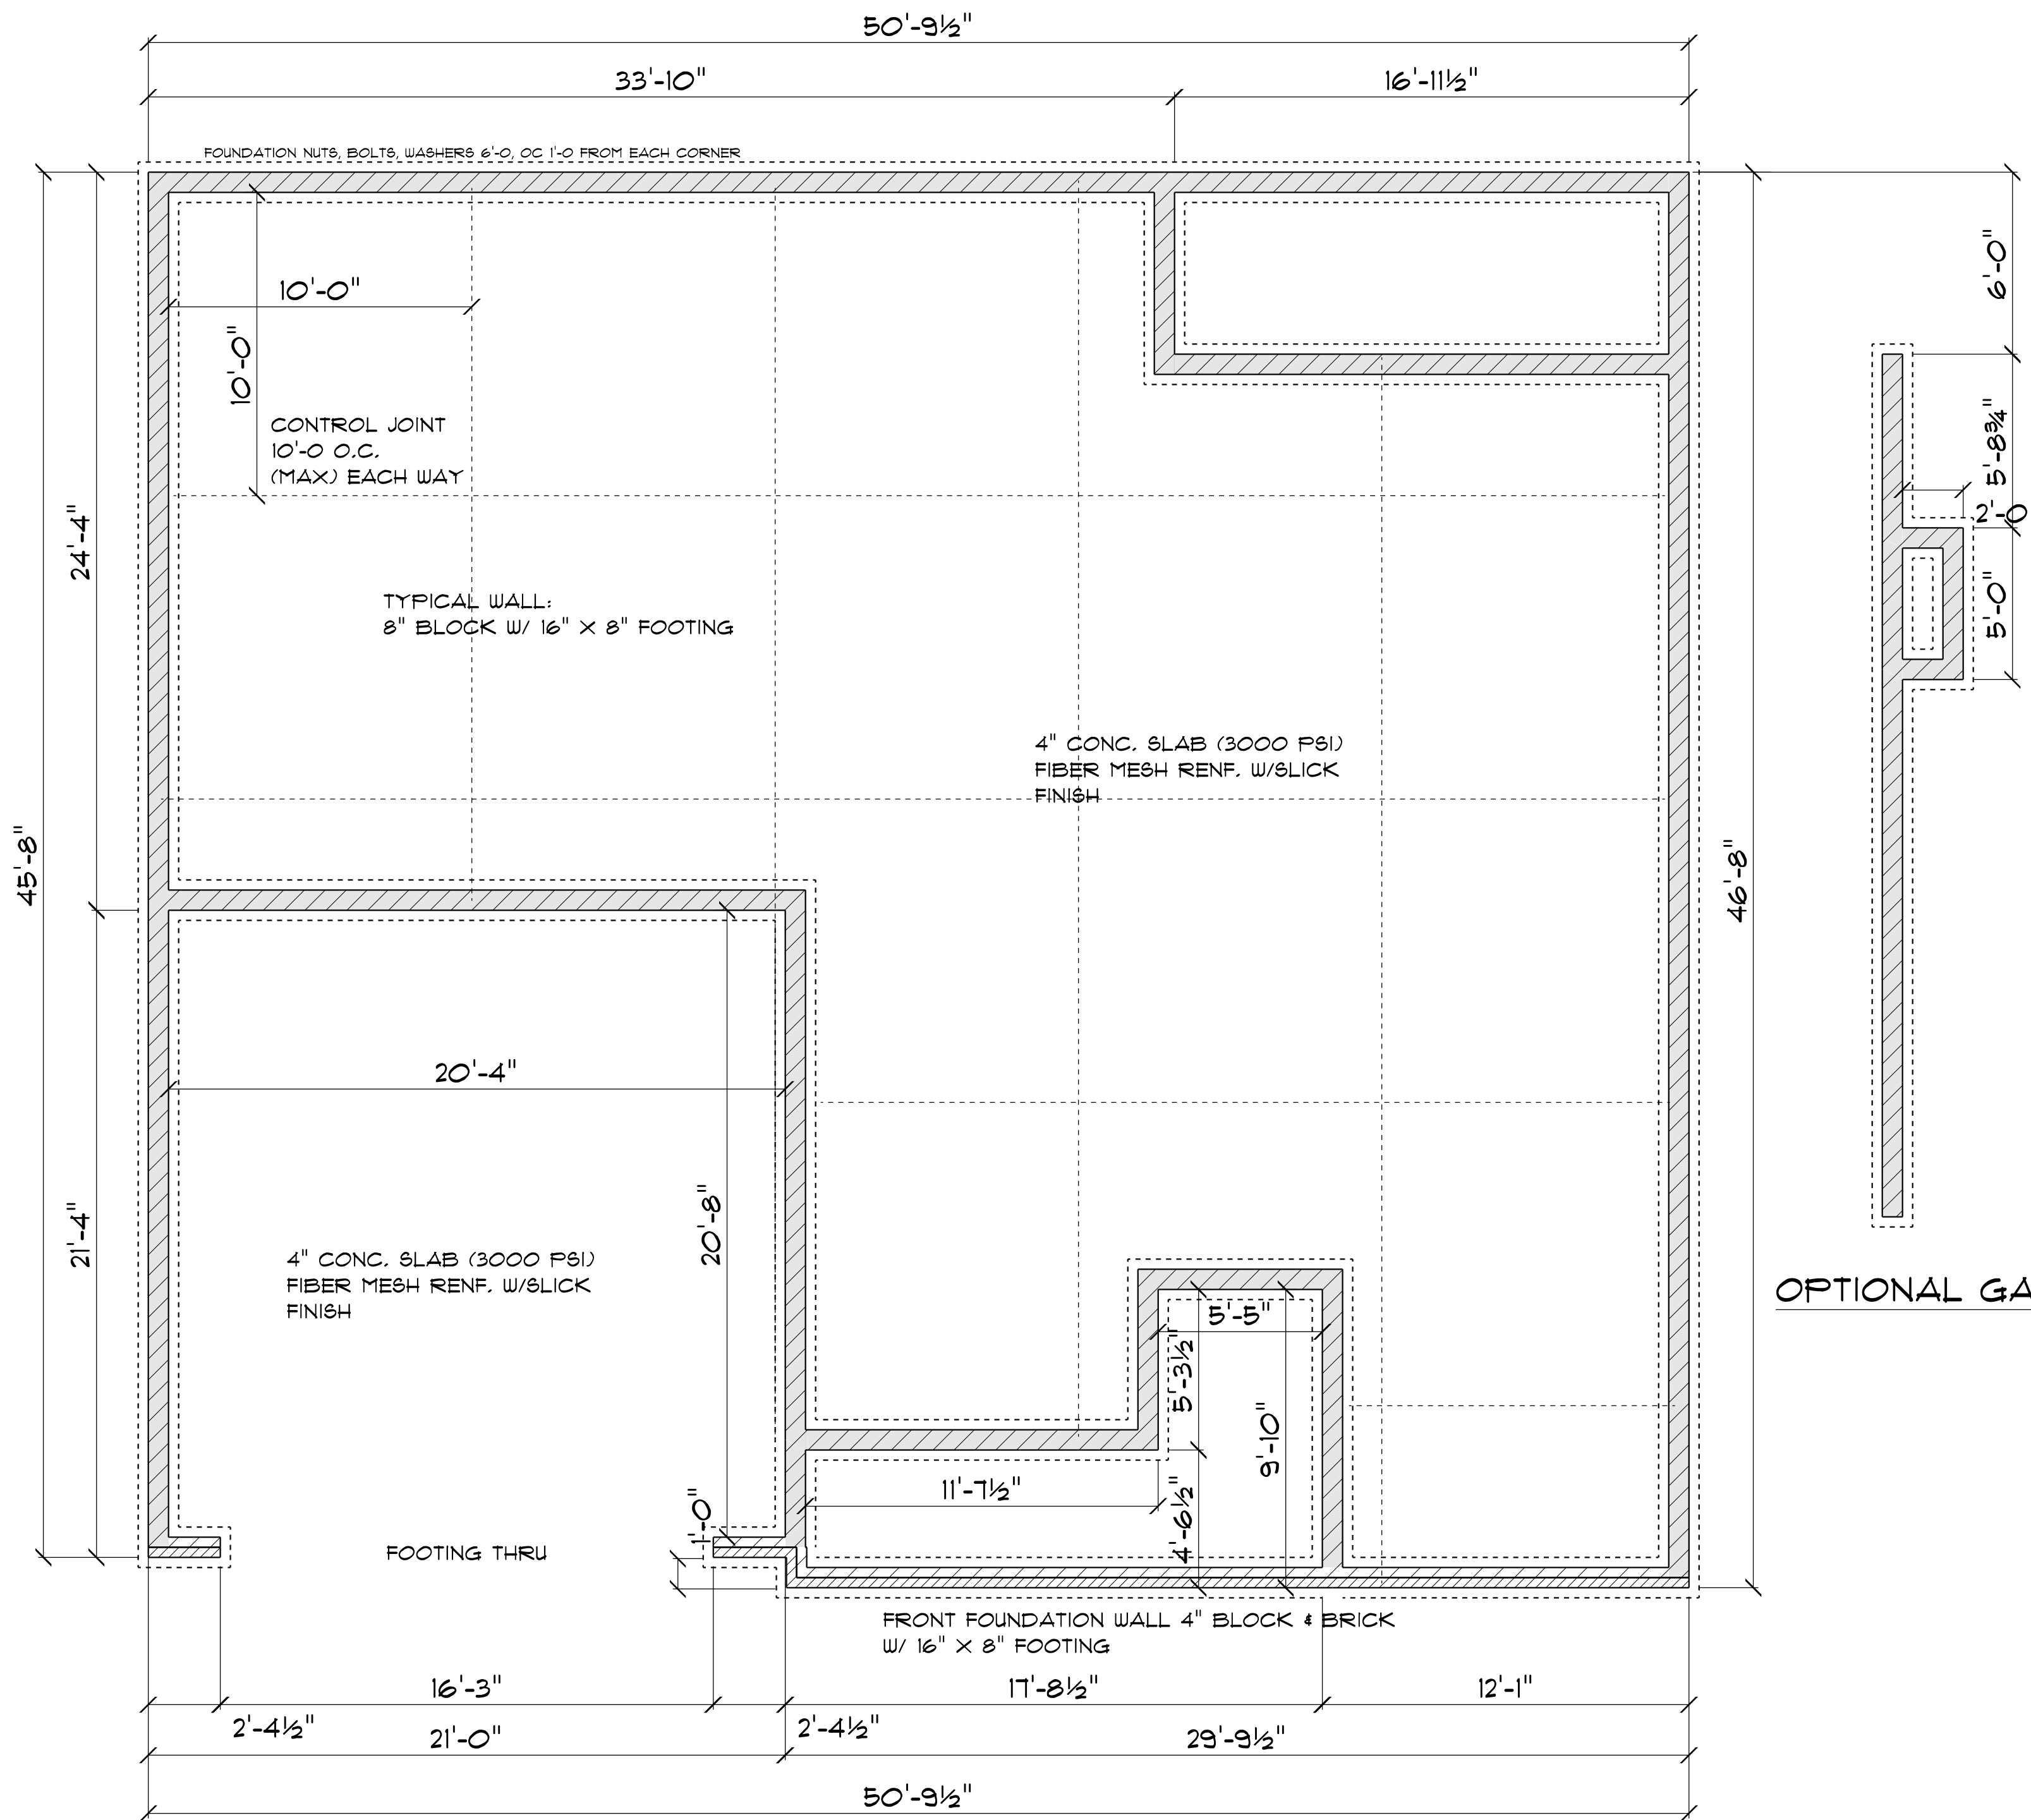 50'-9½"
33'-10"
16'-11½"
FOUNDATION NUTS, BOLTS, WASHERS 6'-0, OC 1'-0 FROM EACH CORNER
6'-0"
10'-0"
10'-0"
CONTROL JOINT
10'-0 O.C.
(MAX) EACH WAY
5'-8¾"
2'-0
24'-4"
TYPICAL WALL:
8" BLOCK W/ 16" X 8" FOOTING
5'-0"
4" CONC. SLAB (3000 PSI)
FIBER MESH RENF. W/SLICK
FINISH
45'-8"
46'-8"
20'-4"
21'-4"
20'-8"
4" CONC. SLAB (3000 PSI)
FIBER MESH RENF. W/SLICK
FINISH
OPTIONAL GA
5'-5"
5'-3½"
9'-10"
11'-7½"
4'-6½"
1'-0"
FOOTING THRU
FRONT FOUNDATION WALL 4" BLOCK & BRICK
W/ 16" X 8" FOOTING
16'-3"
17'-8½"
12'-1"
2'-4½"
2'-4½"
21'-0"
29'-9½"
50'-9½"